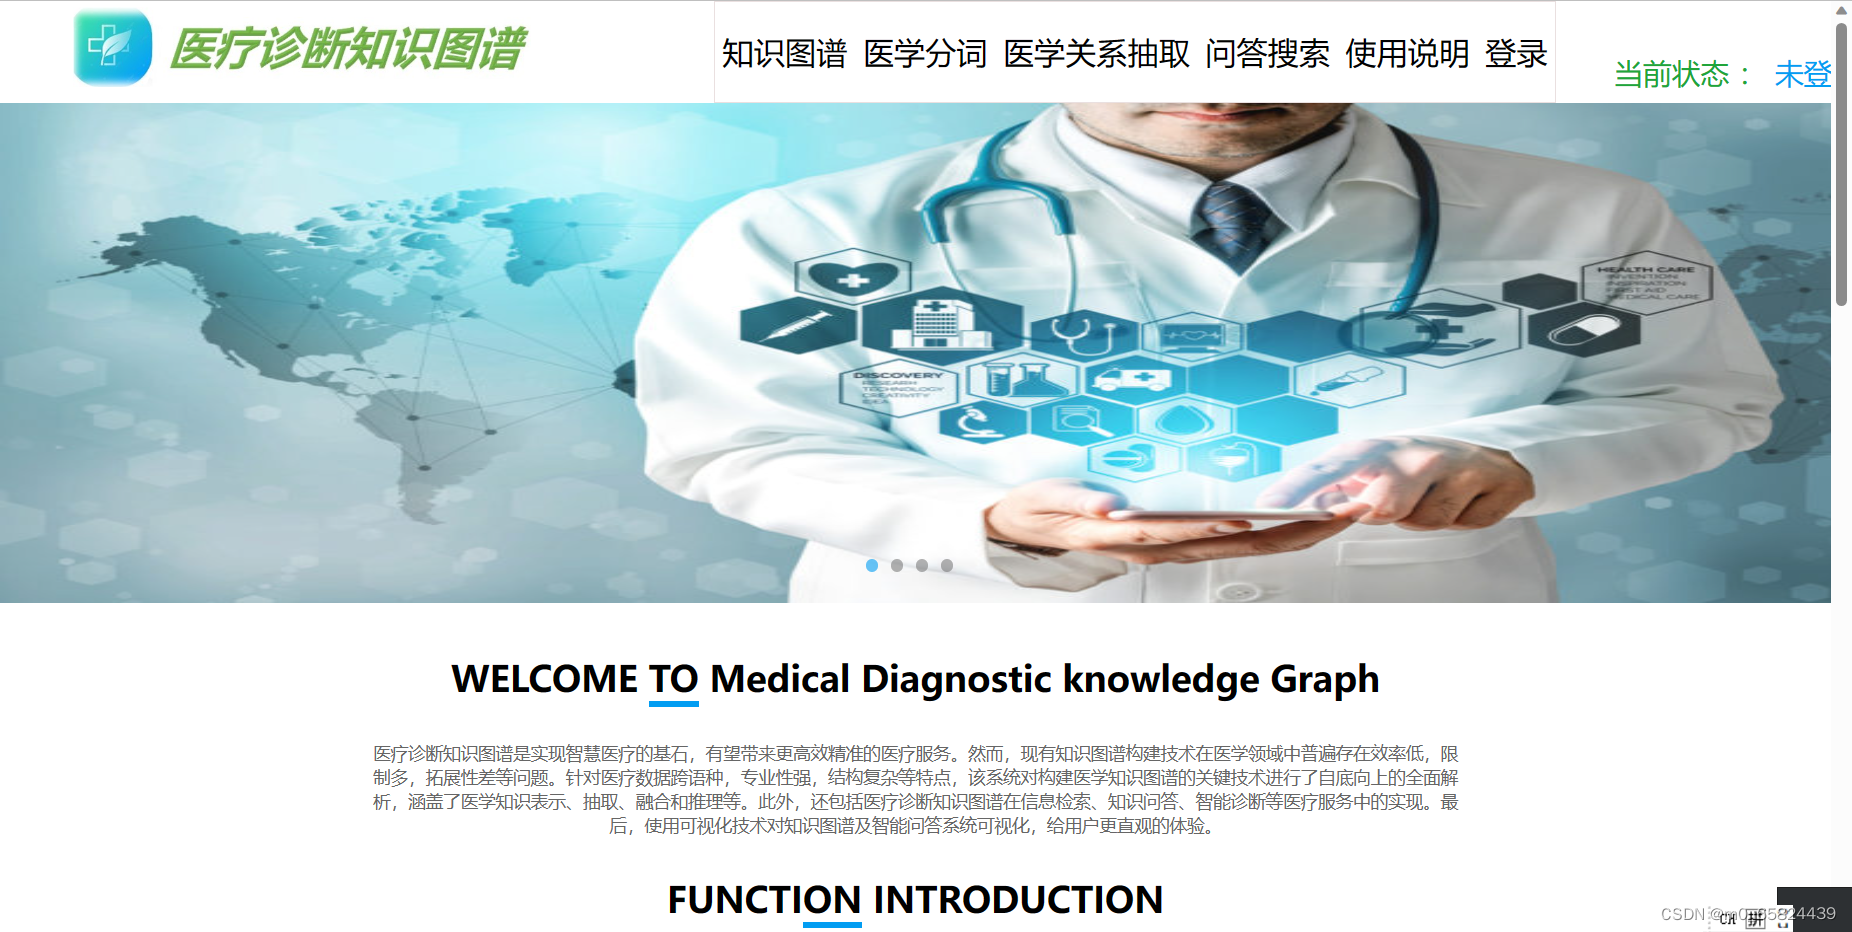 医疗诊断知识图谱
知识图谱 医学分词 医学关系抽取 问答搜索 使用说明 登录
当前状态： 未登
HEALTH CARE
INVENTION
INSPIRATION
FIRST AID
MEDICAL CARE
DISCOVERY
RESEARH
TECHNOLOGY
CREATIVITY
IDEA
WELCOME TO Medical Diagnostic knowledge Graph
医疗诊断知识图谱是实现智慧医疗的基石，有望带来更高效精准的医疗服务。然而，现有知识图谱构建技术在医学领域中普遍存在效率低，限
制多，拓展性差等问题。针对医疗数据跨语种，专业性强，结构复杂等特点，该系统对构建医学知识图谱的关键技术进行了自底向上的全面解
析，涵盖了医学知识表示、抽取、融合和推理等。此外，还包括医疗诊断知识图谱在信息检索、知识问答、智能诊断等医疗服务中的实现。最
后，使用可视化技术对知识图谱及智能问答系统可视化，给用户更直观的体验。
FUNCTION INTRODUCTION
CH 拼